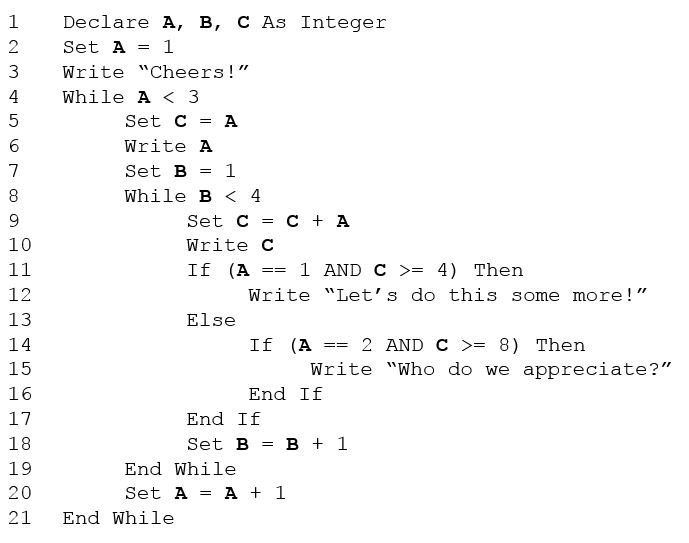 1 Declare A, B, C As Integer
2 Set A = 1
3 Write “Cheers!”
4 While A < 3
5 Set C = A
6 Write A
7 Set B = 1
8 While B < 4
9 Set C = C + A
10 Write C
11 If (A == 1 AND C >= 4) Then
12 Write “Let’s do this some more!”
13 Else
14 If (A == 2 AND C >= 8) Then
15 Write “Who do we appreciate?”
16 End If
17 End If
18 Set B = B + 1
19 End While
20 Set A = A + 1
21 End While